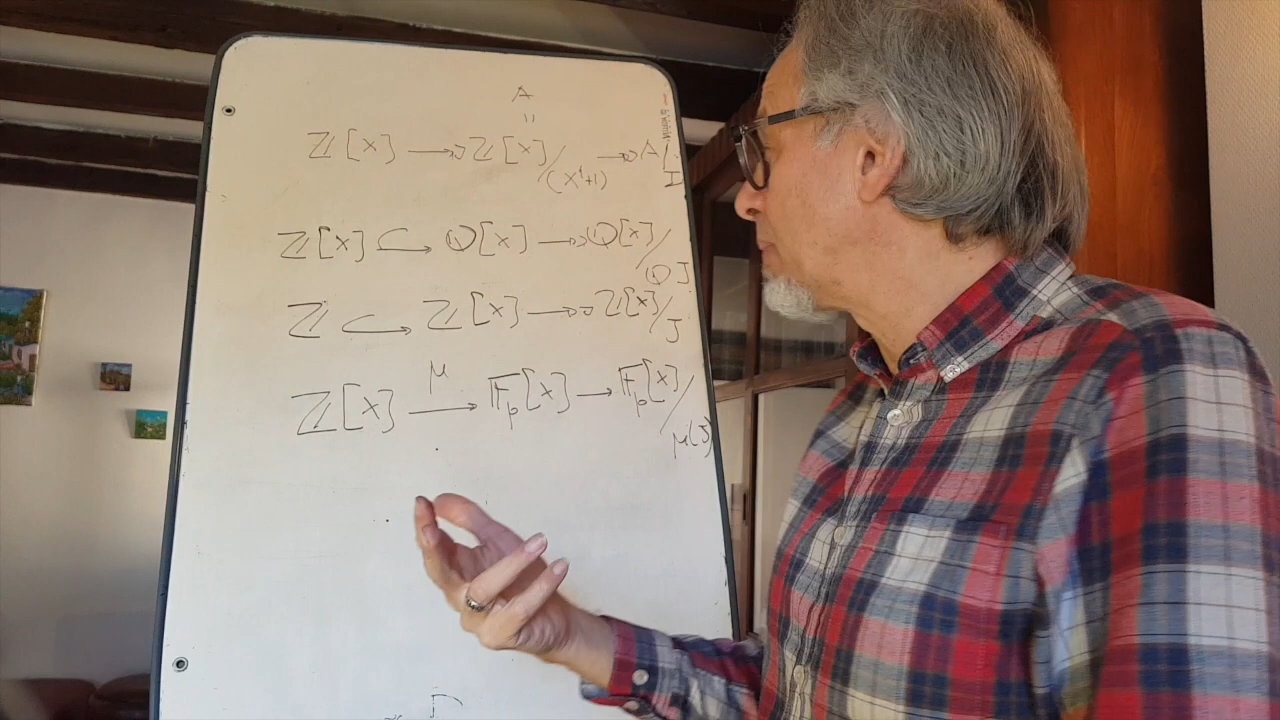 A
||
ℤ[X] ↠ ℤ[X]/(X⁴+1) ↠ A/I
ℤ[X] ↪ ℚ[X] ↠ ℚ[X]/ℚJ
ℤ ↪ ℤ[X] ↠ ℤ[X]/J
μ
ℤ[X] → 𝔽p[X] → 𝔽p[X]/μ(J)